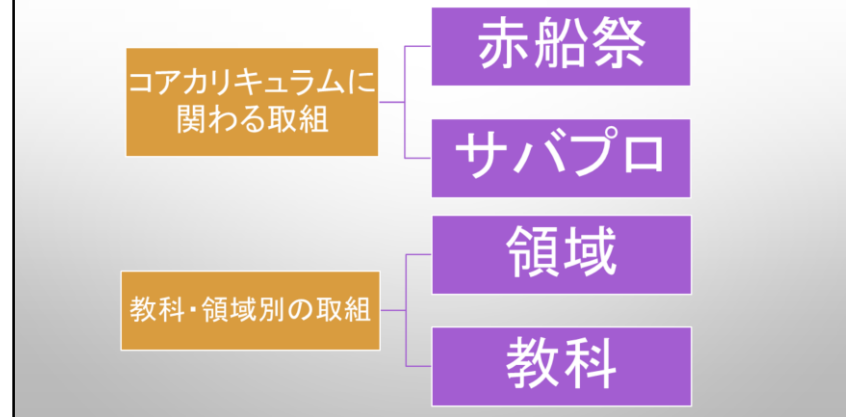 コアカリキュラムに
関わる取組
赤船祭
サバプロ
教科・領域別の取組
領域
教科